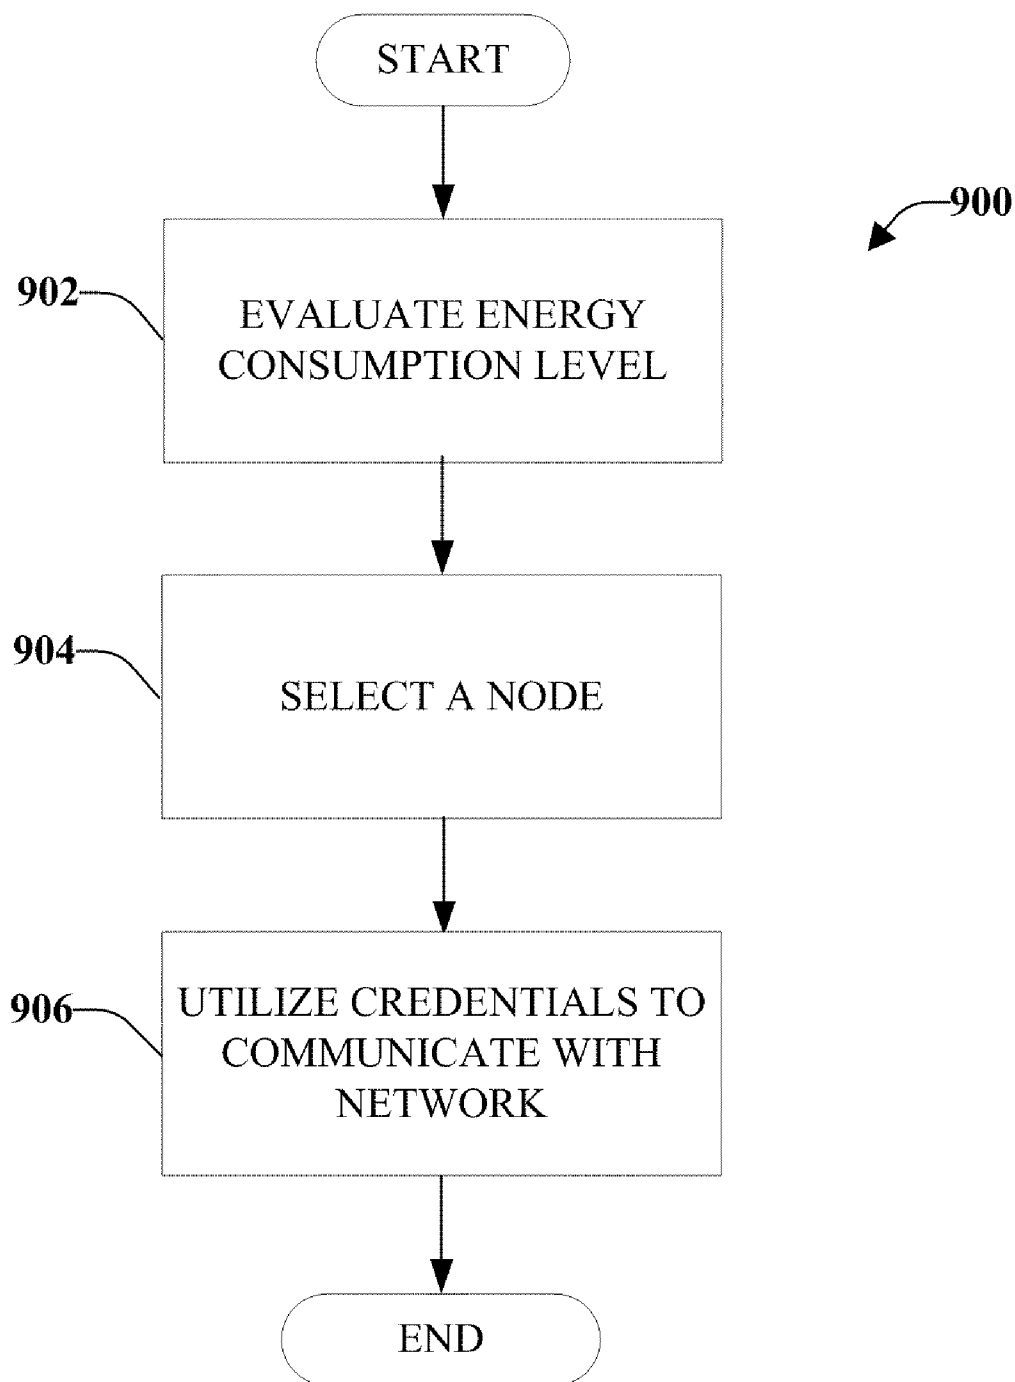 START
900
902
EVALUATE ENERGY
CONSUMPTION LEVEL
904
SELECT A NODE
906
UTILIZE CREDENTIALS TO
COMMUNICATE WITH
NETWORK
END